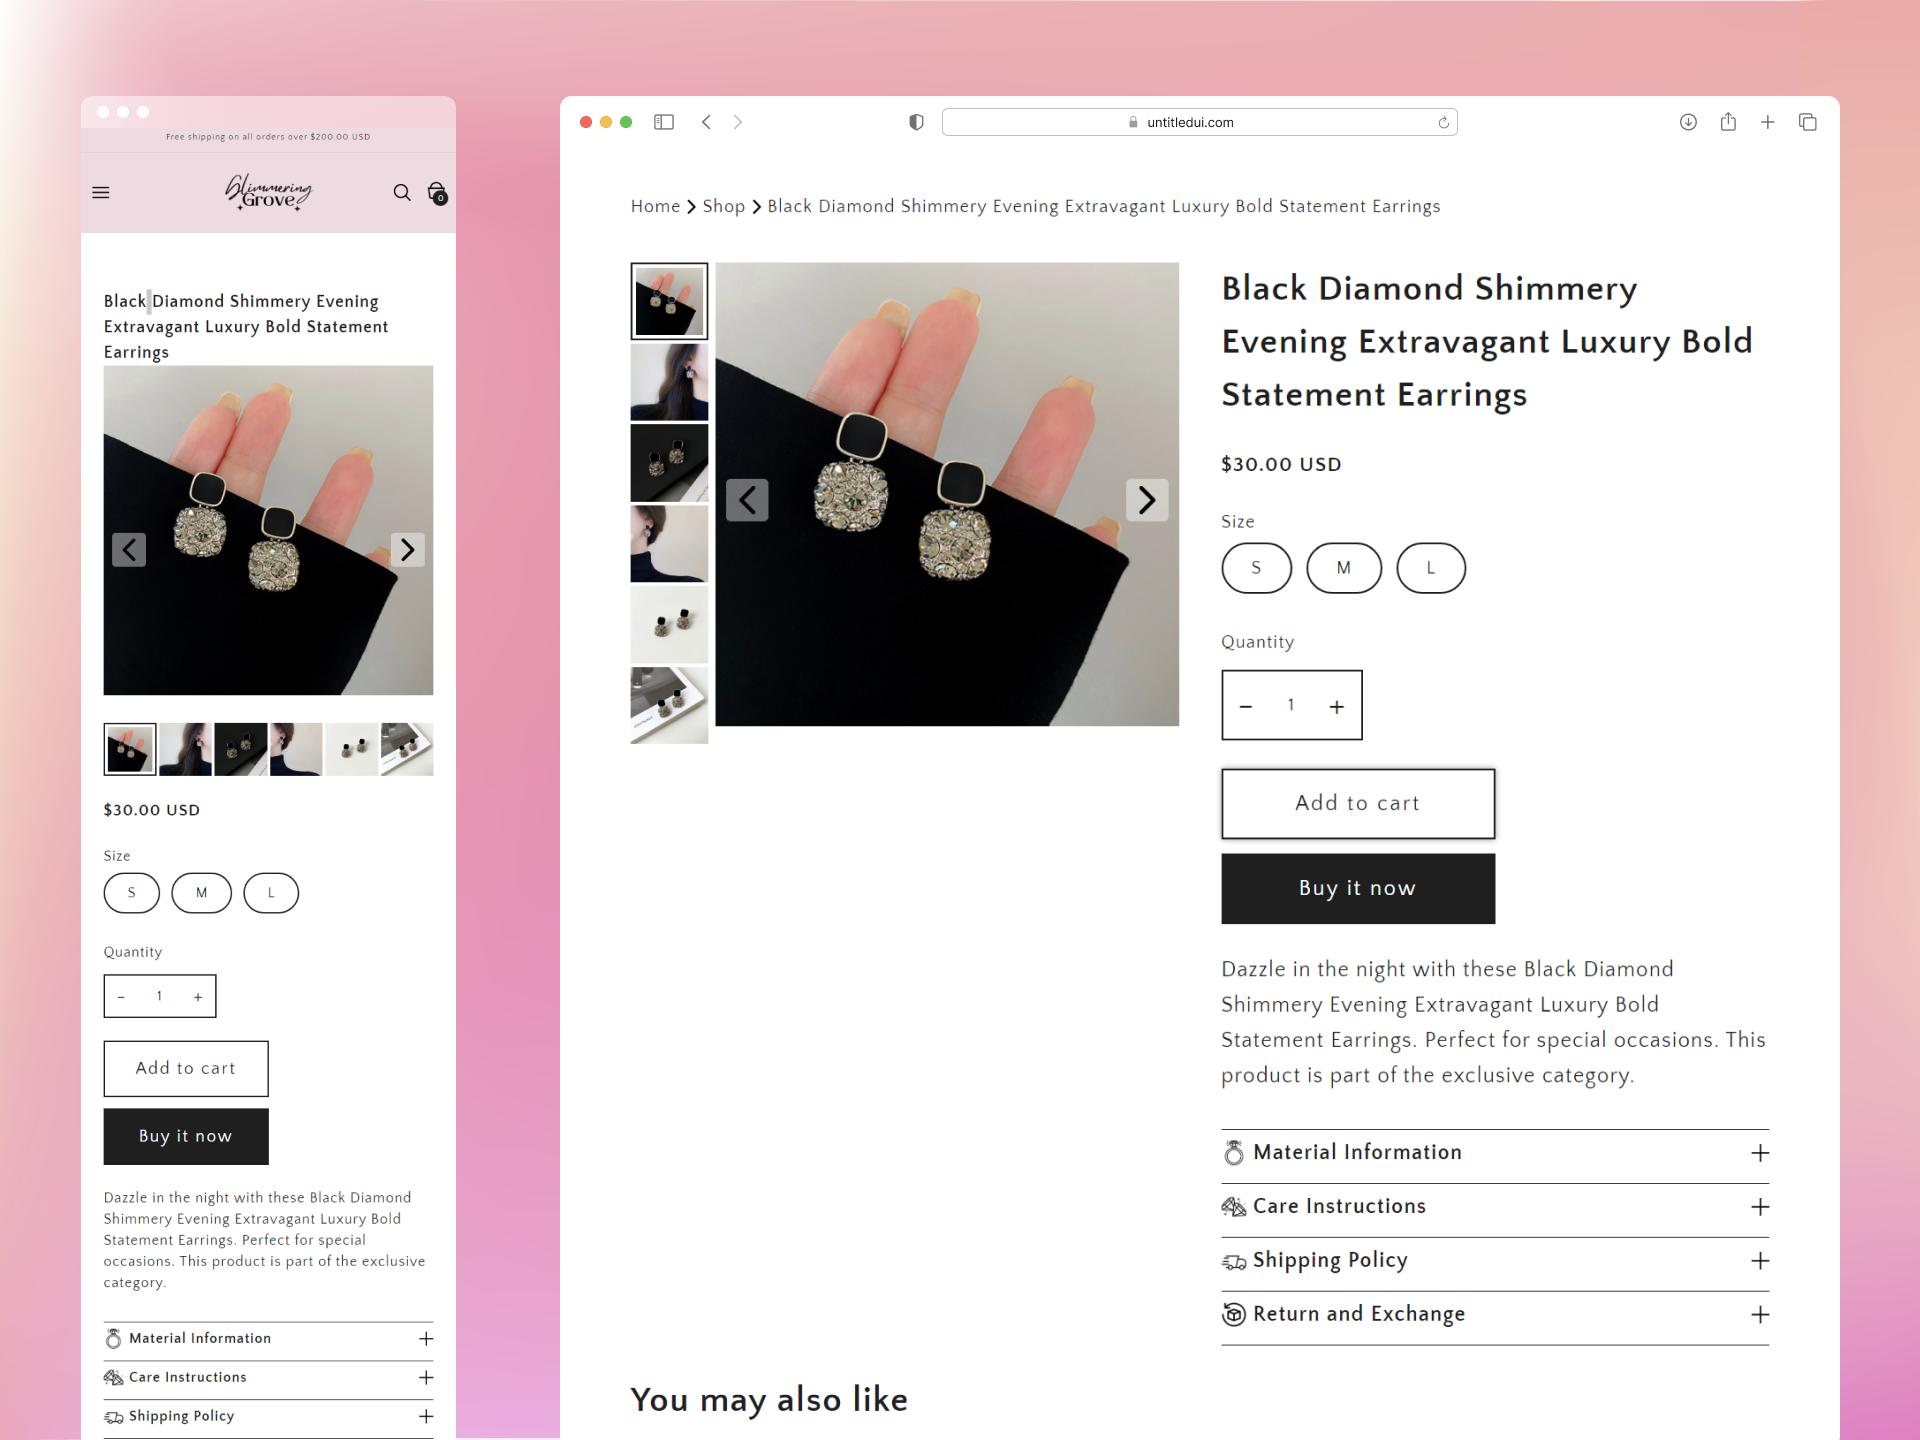 Free shipping on all orders over $200.00 USD
Glimmering
Grove
0
Black Diamond Shimmery Evening
Extravagant Luxury Bold Statement
Earrings
$30.00 USD
Size
S M L
Quantity
− 1 +
Add to cart
Buy it now
Dazzle in the night with these Black Diamond
Shimmery Evening Extravagant Luxury Bold
Statement Earrings. Perfect for special
occasions. This product is part of the exclusive
category.
Material Information
Care Instructions
Shipping Policy
untitledui.com
Home > Shop > Black Diamond Shimmery Evening Extravagant Luxury Bold Statement Earrings
Black Diamond Shimmery
Evening Extravagant Luxury Bold
Statement Earrings
$30.00 USD
Size
S M L
Quantity
− 1 +
Add to cart
Buy it now
Dazzle in the night with these Black Diamond
Shimmery Evening Extravagant Luxury Bold
Statement Earrings. Perfect for special occasions. This
product is part of the exclusive category.
Material Information
Care Instructions
Shipping Policy
Return and Exchange
You may also like